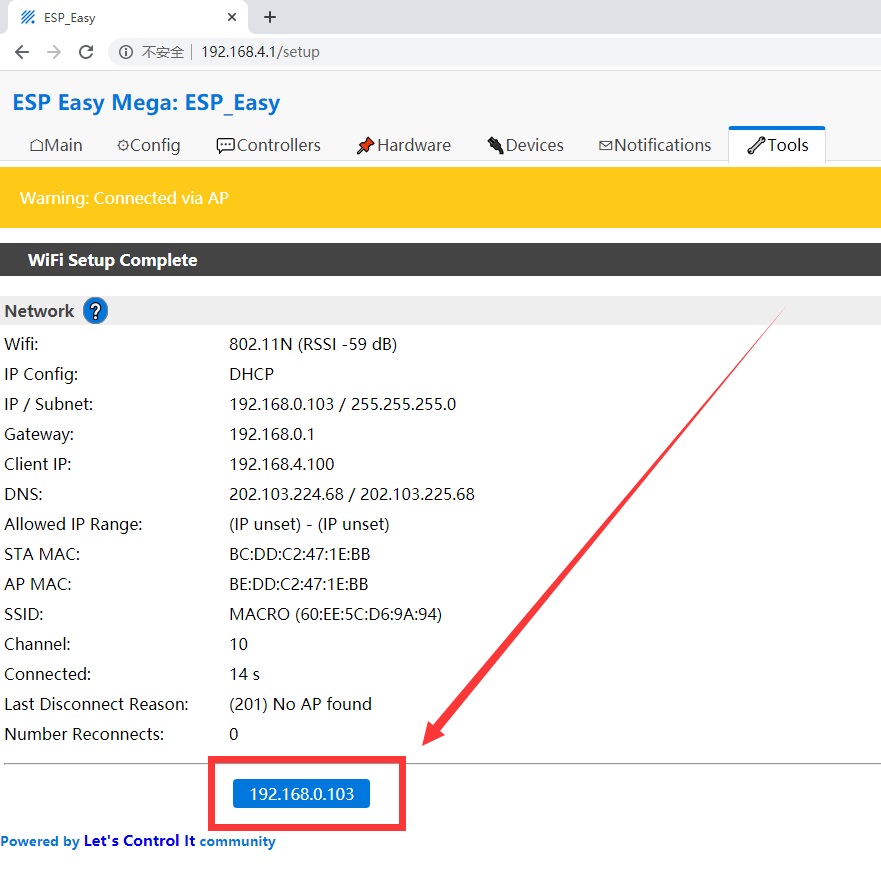 ESP_Easy
不安全 | 192.168.4.1/setup
ESP Easy Mega: ESP_Easy
Main Config Controllers Hardware Devices Notifications Tools
Warning: Connected via AP
WiFi Setup Complete
Network ?
Wifi: 802.11N (RSSI -59 dB)
IP Config: DHCP
IP / Subnet: 192.168.0.103 / 255.255.255.0
Gateway: 192.168.0.1
Client IP: 192.168.4.100
DNS: 202.103.224.68 / 202.103.225.68
Allowed IP Range: (IP unset) - (IP unset)
STA MAC: BC:DD:C2:47:1E:BB
AP MAC: BE:DD:C2:47:1E:BB
SSID: MACRO (60:EE:5C:D6:9A:94)
Channel: 10
Connected: 14 s
Last Disconnect Reason: (201) No AP found
Number Reconnects: 0
192.168.0.103
Powered by Let's Control It community